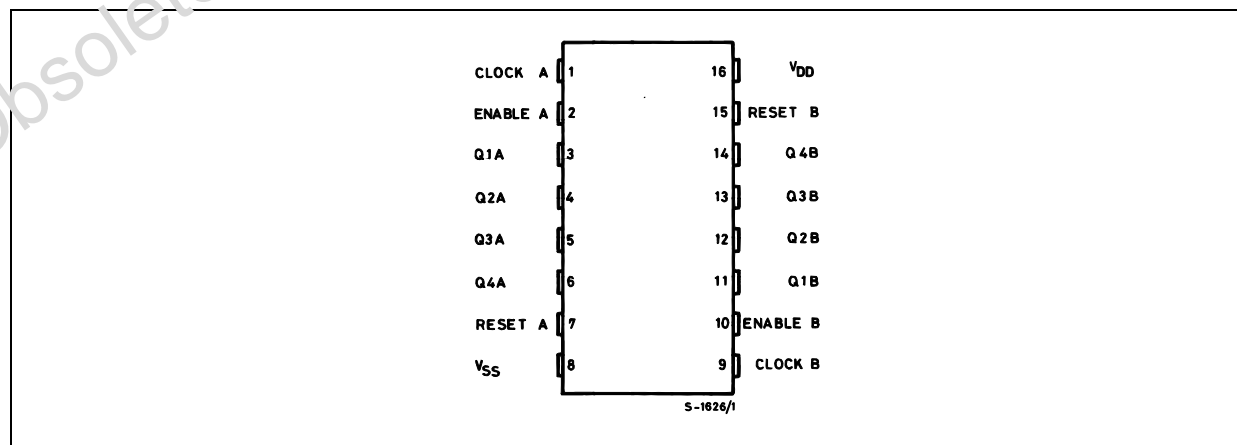 obsolete
CLOCK A 1 16 VDD
ENABLE A 2 15 RESET B
Q1A 3 14 Q4B
Q2A 4 13 Q3B
Q3A 5 12 Q2B
Q4A 6 11 Q1B
RESET A 7 10 ENABLE B
VSS 8 9 CLOCK B
S-1626/1